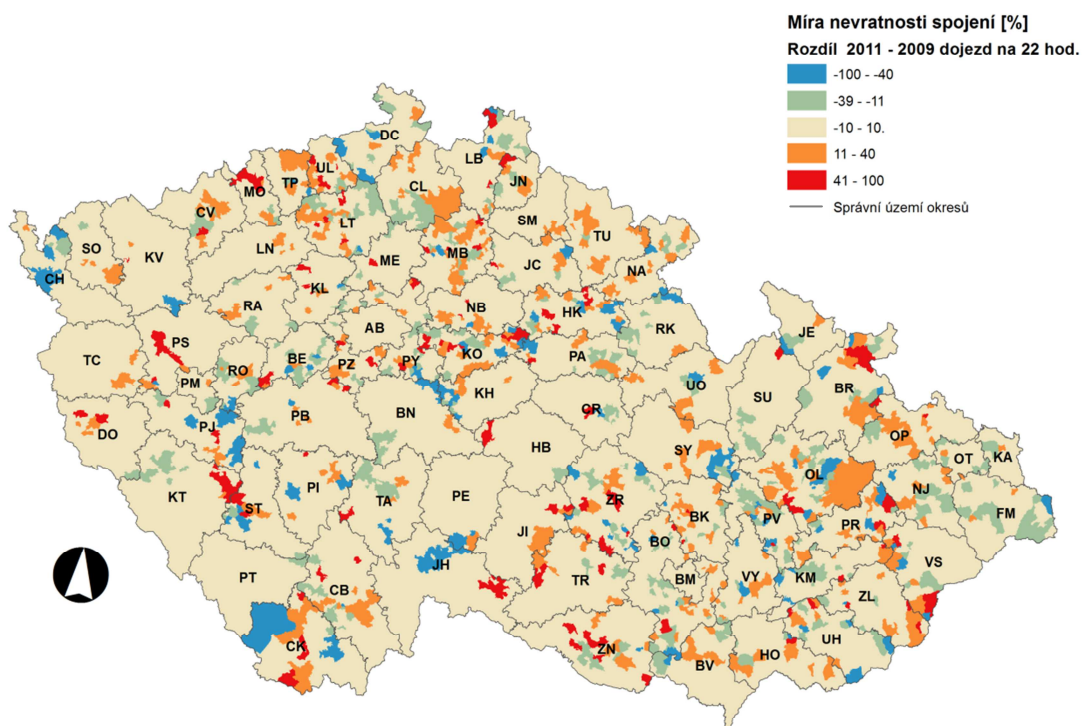 Míra nevratnosti spojení [%]
Rozdíl 2011 - 2009 dojezd na 22 hod.
-100 - -40
-39 - -11
-10 - 10.
11 - 40
41 - 100
Správní území okresů
DC
LB
UL
TP
MO
CL
JN
CV
LT
SM
TU
SO
KV
LN
MB
ME
JC
NA
CH
KL
RA
NB
HK
AB
RK
JE
PS
TC
BE
PZ
PY
KO
PA
RO
PM
KH
UO
BR
SU
PB
BN
CR
DO
PJ
HB
SY
OP
OT
KA
OL
KT
ST
PI
TA
PE
ZR
NJ
BK
PV
FM
JI
BO
PR
JH
VS
PT
TR
BM
VY
KM
CB
ZL
CK
ZN
UH
HO
BV